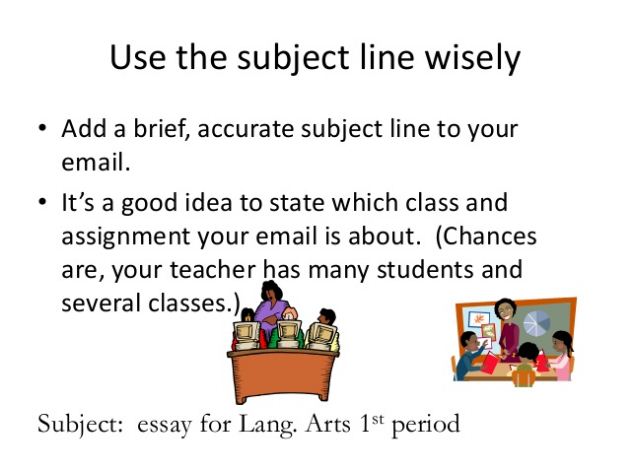 Use the subject line wisely
• Add a brief, accurate subject line to your
email.
• It’s a good idea to state which class and
assignment your email is about.  (Chances
are, your teacher has many students and
several classes.)
Subject:  essay for Lang. Arts 1st period